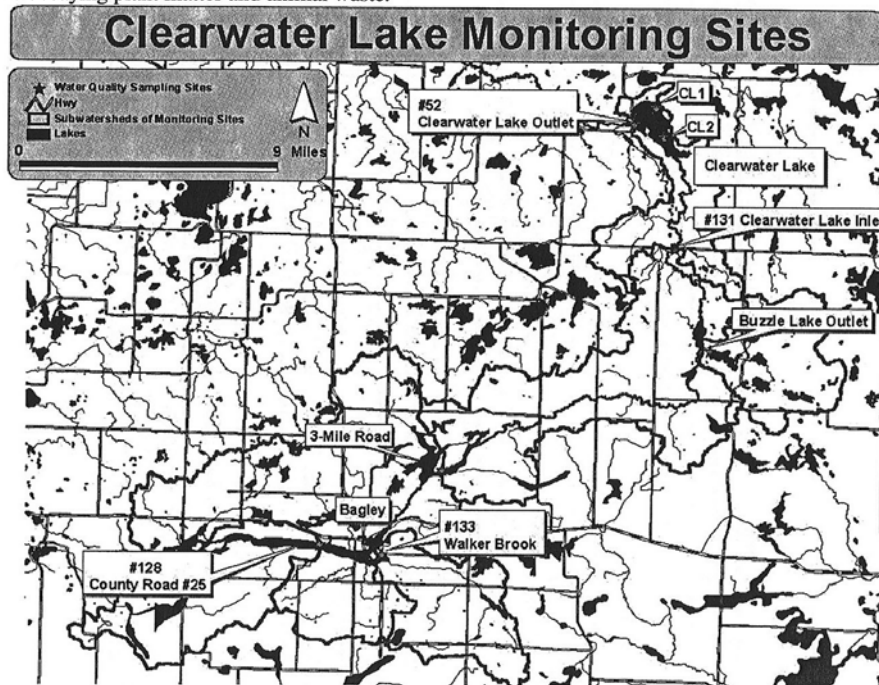 Clearwater Lake Monitoring Sites
Water Quality Sampling Sites
Hwy
Subwatersheds of Monitoring Sites
Lakes
N
0 9 Miles
#52
Clearwater Lake Outlet
CL1
CL2
Clearwater Lake
#131 Clearwater Lake Inle
Buzzle Lake Outlet
3-Mile Road
Bagley
#133
Walker Brook
#128
County Road #25